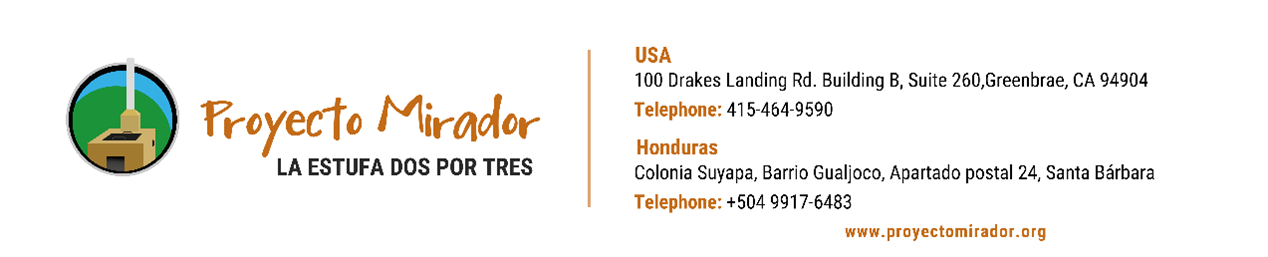 Proyecto Mirador
LA ESTUFA DOS POR TRES
USA
100 Drakes Landing Rd. Building B, Suite 260,Greenbrae, CA 94904
Telephone: 415-464-9590
Honduras
Colonia Suyapa, Barrio Gualjoco, Apartado postal 24, Santa Bárbara
Telephone: +504 9917-6483
www.proyectomirador.org